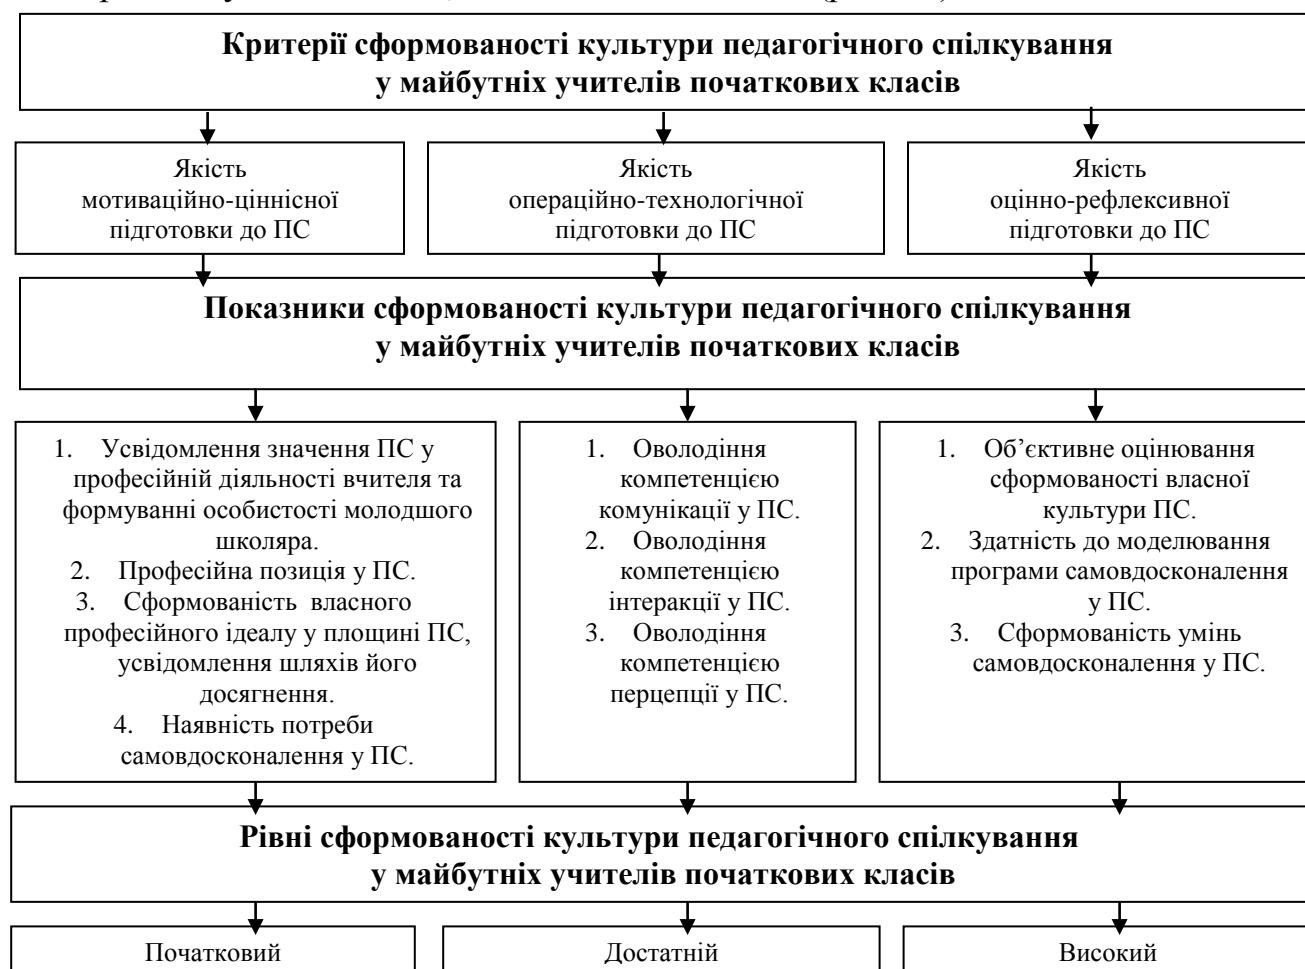 Критерії сформованості культури педагогічного спілкування
у майбутніх учителів початкових класів
Якість
мотиваційно-ціннісної
підготовки до ПС
Якість
операційно-технологічної
підготовки до ПС
Якість
оцінно-рефлексивної
підготовки до ПС
Показники сформованості культури педагогічного спілкування
у майбутніх учителів початкових класів
1. Усвідомлення значення ПС у
професійній діяльності вчителя та
формуванні особистості молодшого
школяра.
2. Професійна позиція у ПС.
3. Сформованість власного
професійного ідеалу у площині ПС,
усвідомлення шляхів його
досягнення.
4. Наявність потреби
самовдосконалення у ПС.
1. Оволодіння
компетенцією
комунікації у ПС.
2. Оволодіння
компетенцією
інтеракції у ПС.
3. Оволодіння
компетенцією
перцепції у ПС.
1. Об’єктивне оцінювання
сформованості власної
культури ПС.
2. Здатність до моделювання
програми самовдосконалення
у ПС.
3. Сформованість умінь
самовдосконалення у ПС.
Рівні сформованості культури педагогічного спілкування
у майбутніх учителів початкових класів
Початковий
Достатній
Високий